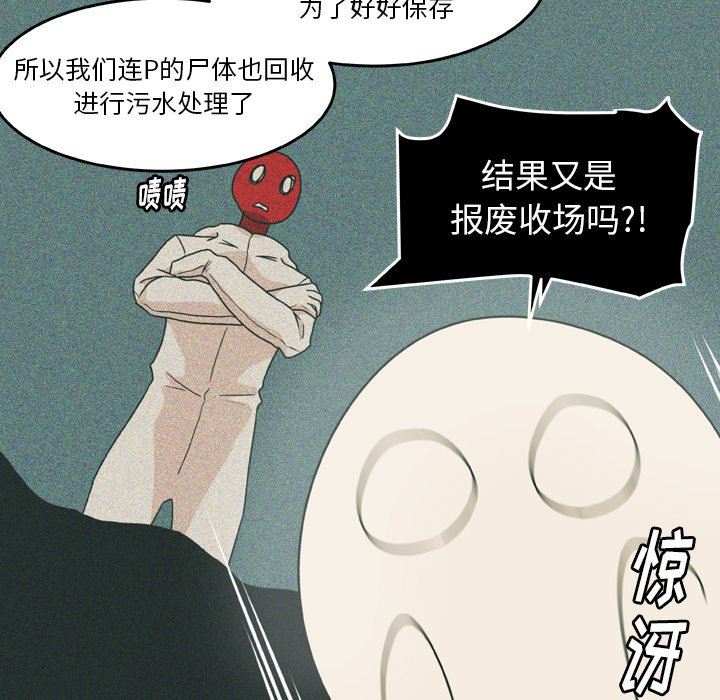 为了好好保存
所以我们连P的尸体也回收
进行污水处理了
啧啧
结果又是
报废收场吗?!
惊讶